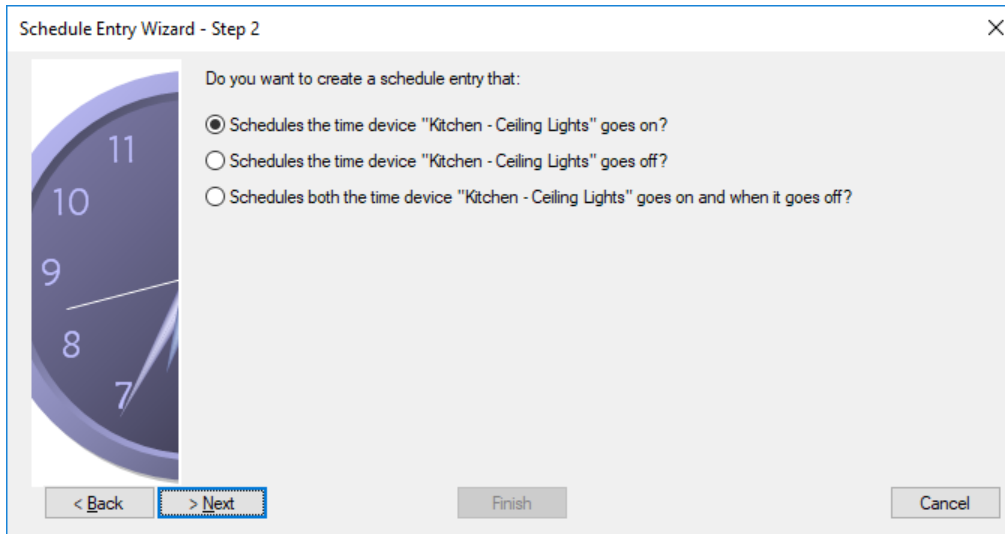 Schedule Entry Wizard - Step 2
Do you want to create a schedule entry that:
Schedules the time device "Kitchen - Ceiling Lights" goes on?
Schedules the time device "Kitchen - Ceiling Lights" goes off?
Schedules both the time device "Kitchen - Ceiling Lights" goes on and when it goes off?
11
10
9
8
7
< Back
> Next
Finish
Cancel